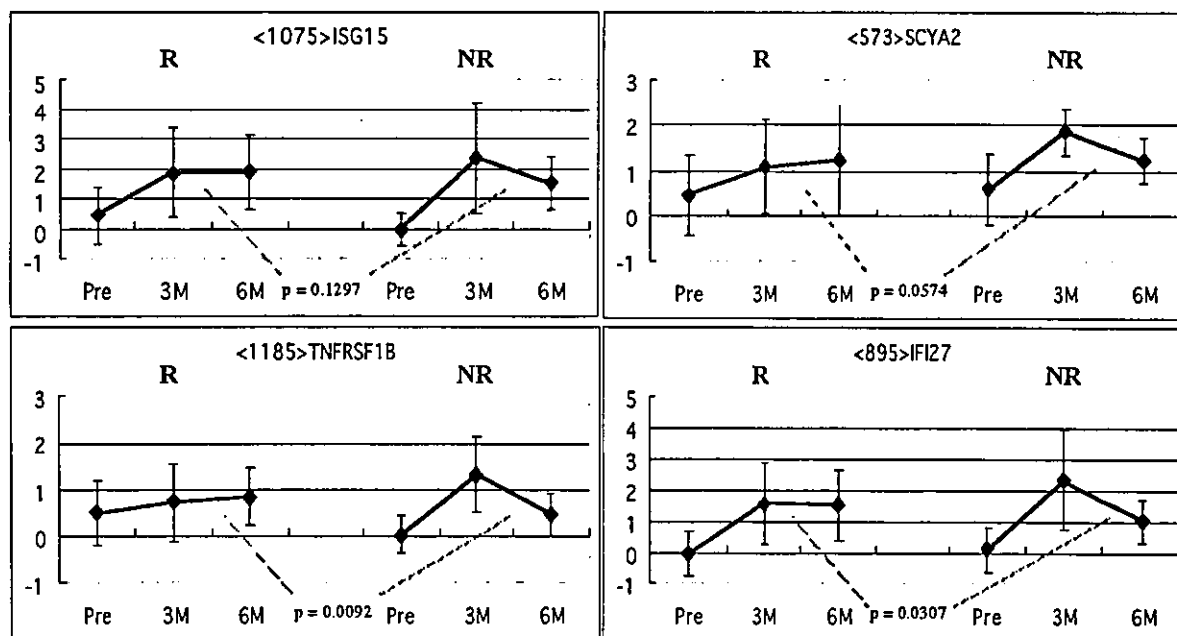 <1075>ISG15
R NR
5
4
3
2
1
0
-1
p = 0.1297
Pre 3M 6M Pre 3M 6M
<573>SCYA2
R NR
3
2
1
0
-1
p = 0.0574
Pre 3M 6M Pre 3M 6M
<1185>TNFRSF1B
R NR
3
2
1
0
-1
p = 0.0092
Pre 3M 6M Pre 3M 6M
<895>IFI27
R NR
5
4
3
2
1
0
-1
p = 0.0307
Pre 3M 6M Pre 3M 6M